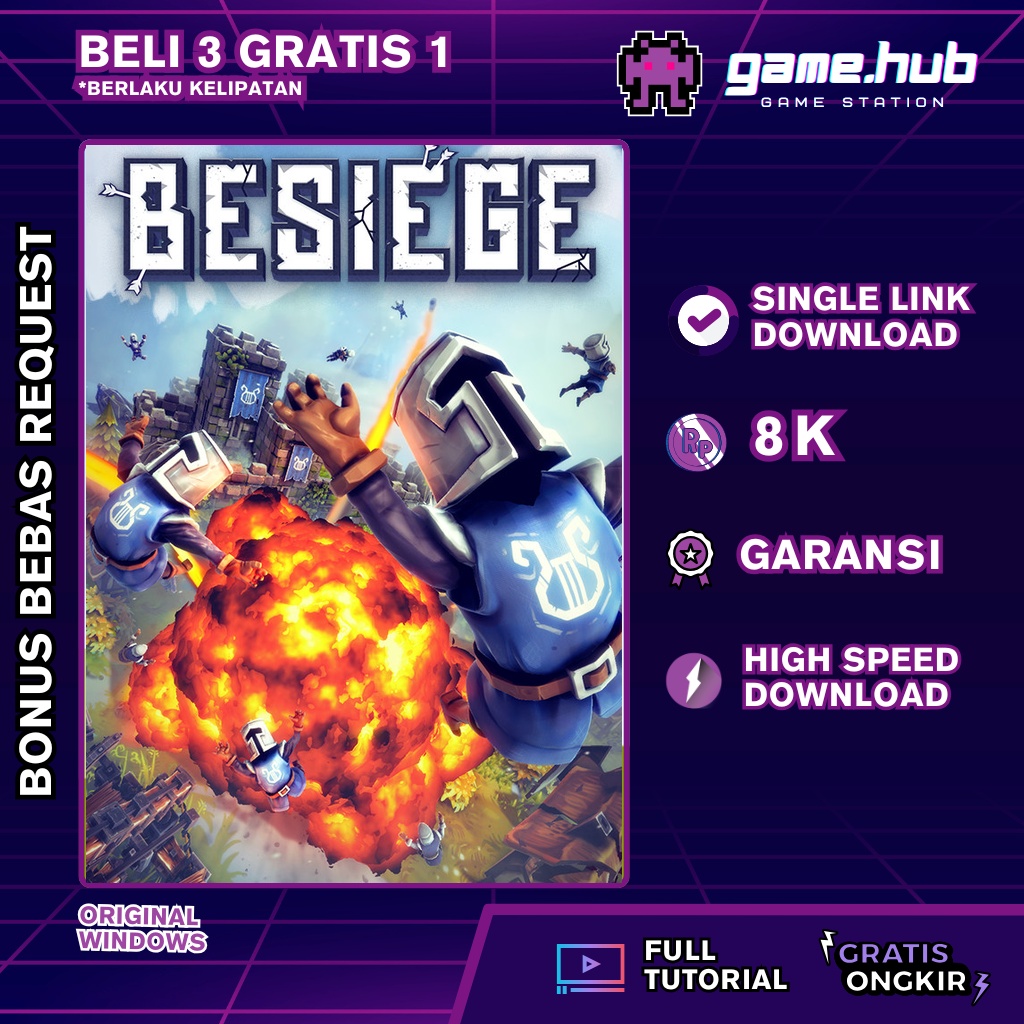 BELI 3 GRATIS 1
*BERLAKU KELIPATAN
game.hub
GAME STATION
BESIEGE
BONUS BEBAS REQUEST
SINGLE LINK
DOWNLOAD
RP
8K
GARANSI
HIGH SPEED
DOWNLOAD
ORIGINAL
WINDOWS
FULL
TUTORIAL
GRATIS
ONGKIR